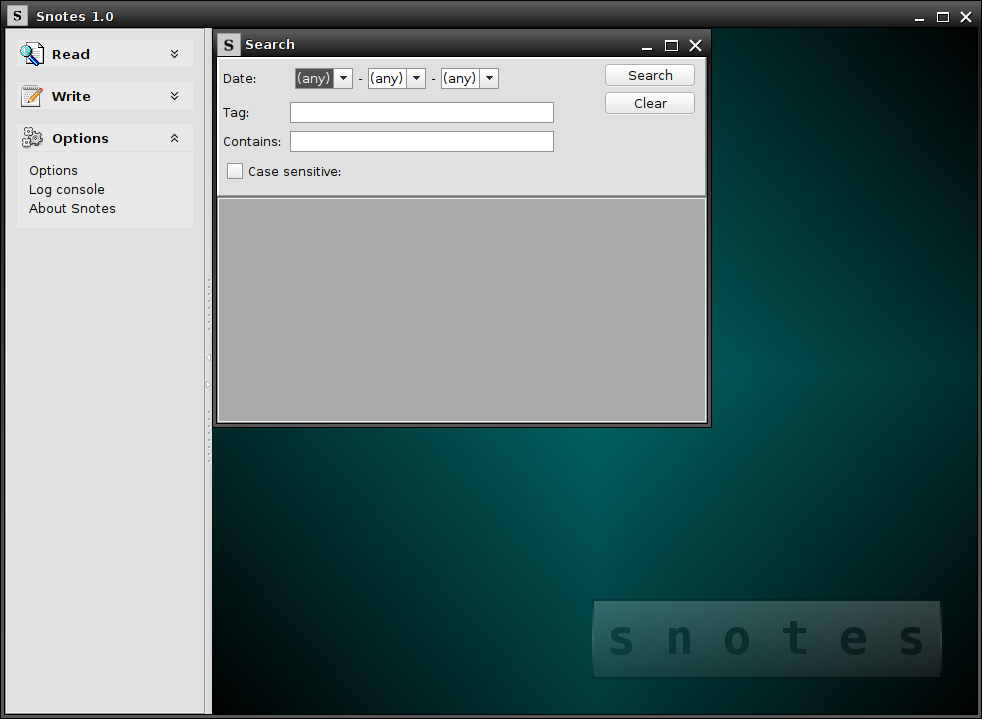 S Snotes 1.0
Read
Write
Options
Options
Log console
About Snotes
S Search
Date: (any) - (any) - (any)
Search
Clear
Tag:
Contains:
Case sensitive:
snotes